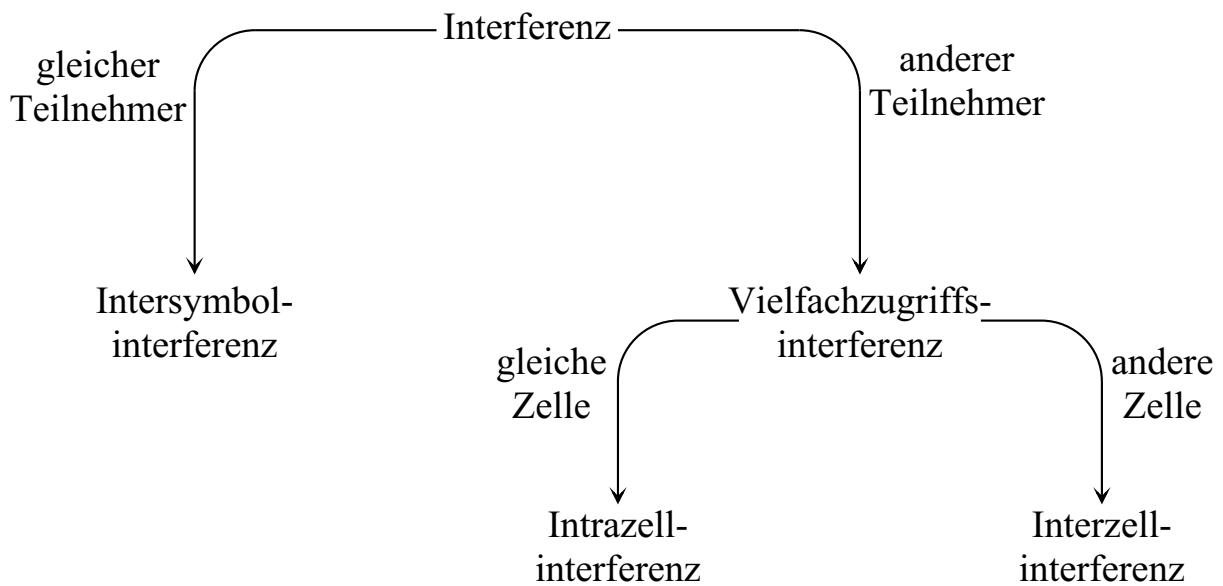 Interferenz
gleicher
Teilnehmer
anderer
Teilnehmer
Intersymbol-
interferenz
Vielfachzugriffs-
interferenz
gleiche
Zelle
andere
Zelle
Intrazell-
interferenz
Interzell-
interferenz